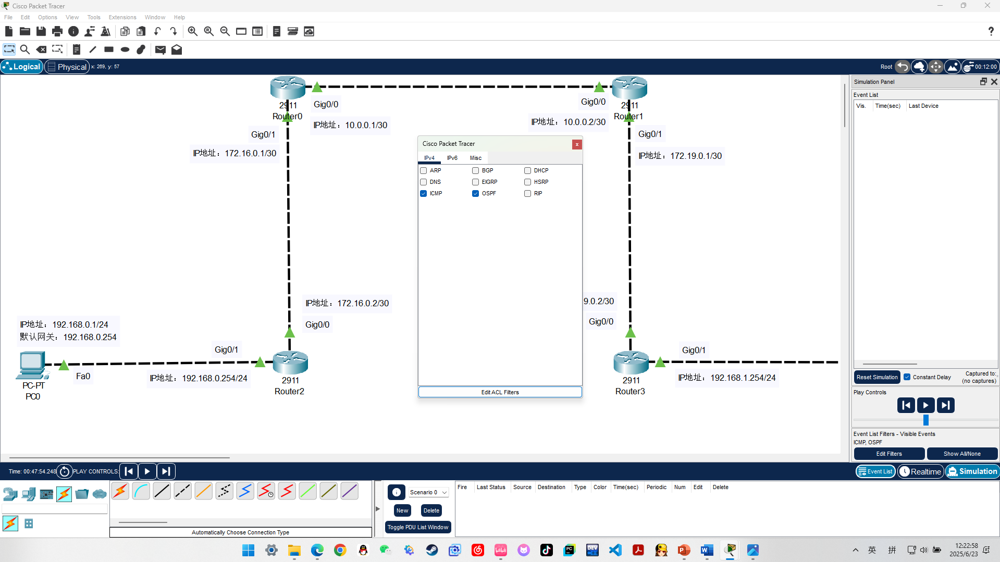 Cisco Packet Tracer
File Edit Options View Tools Extensions Window Help
Logical Physical x: 269, y: 57 Root 00:12:00
2911
Router0
Gig0/0
IP地址：10.0.0.1/30
Gig0/1
IP地址：172.16.0.1/30
Gig0/0
IP地址：10.0.0.2/30
2911
Router1
Gig0/1
IP地址：172.19.0.1/30
Cisco Packet Tracer
IPv4 IPv6 Misc
ARP BGP DHCP
DNS EIGRP HSRP
ICMP OSPF RIP
Edit ACL Filters
IP地址：172.16.0.2/30
Gig0/0
9.0.2/30
Gig0/0
IP地址：192.168.0.1/24
默认网关：192.168.0.254
Gig0/1
Fa0
IP地址：192.168.0.254/24
PC-PT
PC0
2911
Router2
2911
Router3
Gig0/1
IP地址：192.168.1.254/24
Simulation Panel
Event List
Vis. Time(sec) Last Device
Reset Simulation Constant Delay Captured to:
(no captures)
Play Controls
Event List Filters - Visible Events
ICMP, OSPF
Edit Filters Show All/None
Time: 00:47:54.248 PLAY CONTROLS: Event List Realtime Simulation
Automatically Choose Connection Type
Scenario 0
New Delete
Toggle PDU List Window
Fire Last Status Source Destination Type Color Time(sec) Periodic Num Edit Delete
英 拼 12:22:58
2025/6/23